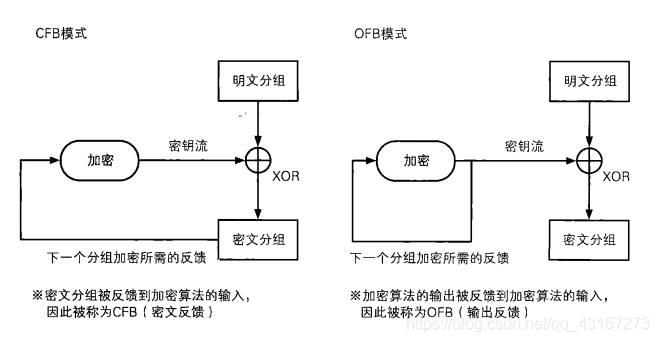 CFB模式
明文分组
加密
密钥流
XOR
密文分组
下一个分组加密所需的反馈
※密文分组被反馈到加密算法的输入，
因此被称为CFB（密文反馈）
OFB模式
明文分组
加密
密钥流
XOR
密文分组
下一个分组加密所需的反馈
※加密算法的输出被反馈到加密算法的输入，
因此被称为OFB（输出反馈）
https://blog.csdn.net/qq_43157273